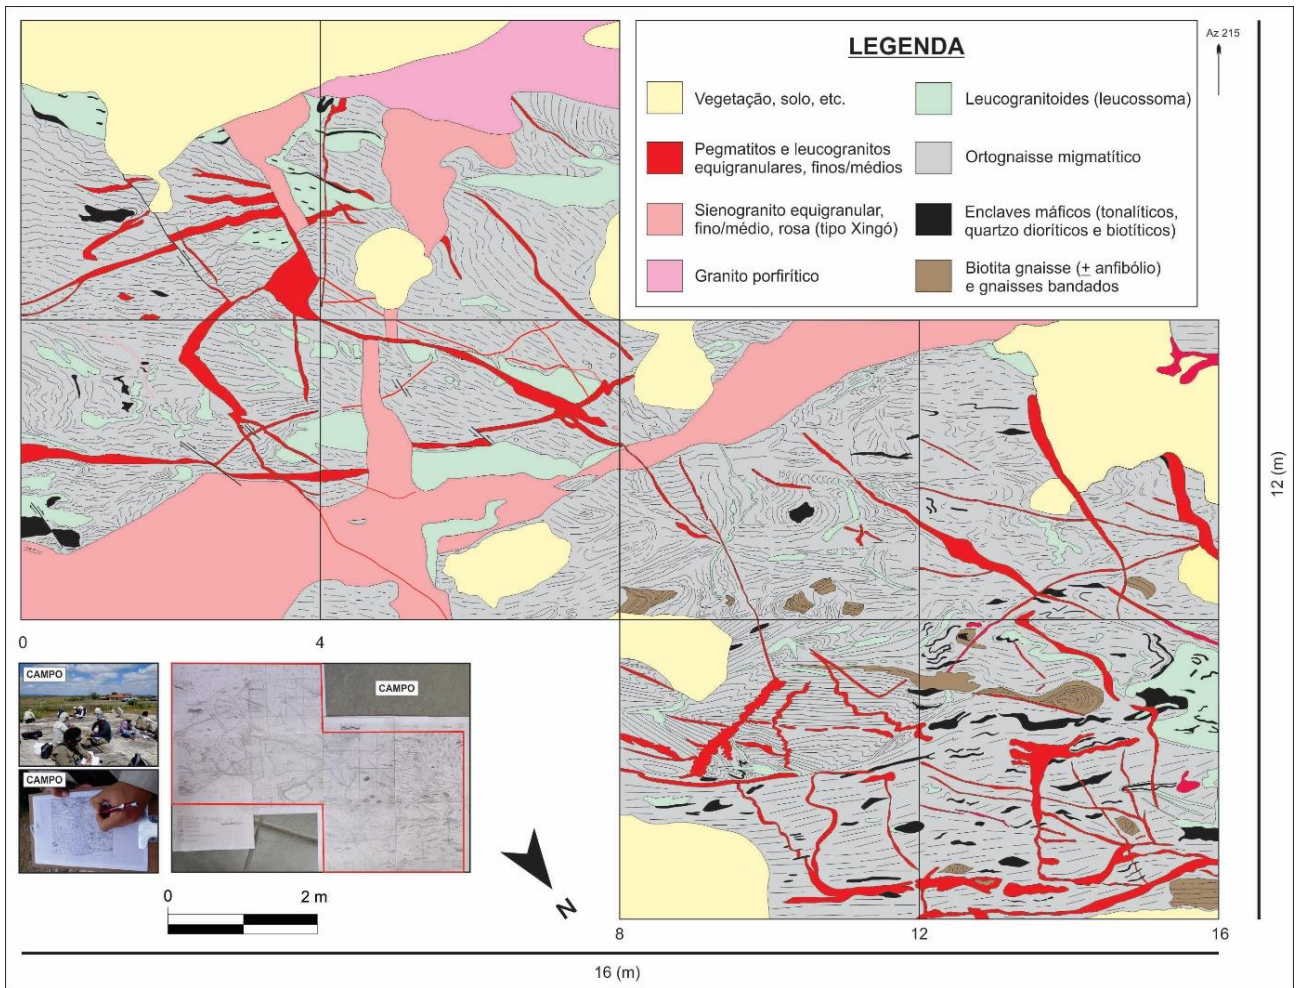 LEGENDA
Az 215
Vegetação, solo, etc.
Pegmatitos e leucogranitos
equigranulares, finos/médios
Sienogranito equigranular,
fino/médio, rosa (tipo Xingó)
Granito porfirítico
Leucogranitoides (leucossoma)
Ortognaisse migmatítico
Enclaves máficos (tonalíticos,
quartzo dioríticos e biotíticos)
Biotita gnaisse (± anfibólio)
e gnaisses bandados
12 (m)
0
4
CAMPO
CAMPO
CAMPO
0
2 m
N
8
12
16
16 (m)